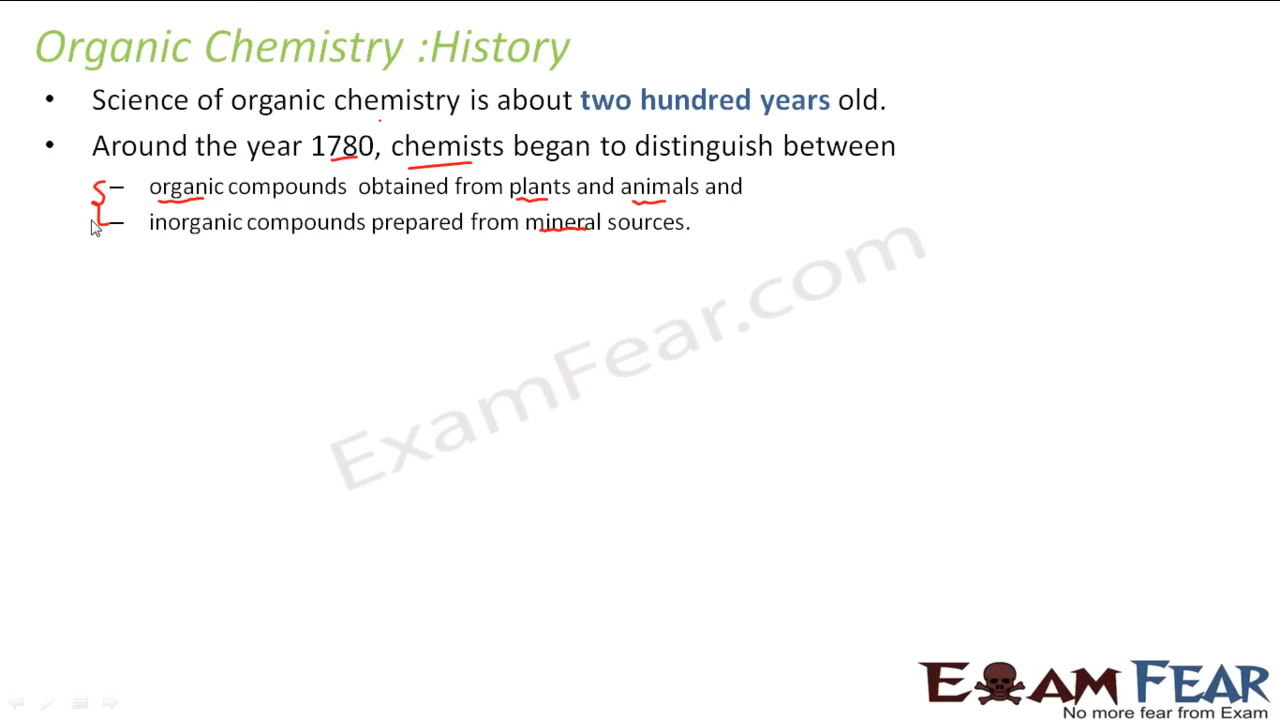 Organic Chemistry :History
• Science of organic chemistry is about two hundred years old.
• Around the year 1780, chemists began to distinguish between
– organic compounds obtained from plants and animals and
– inorganic compounds prepared from mineral sources.
ExamFear.com
EXAM FEAR
No more fear from Exam